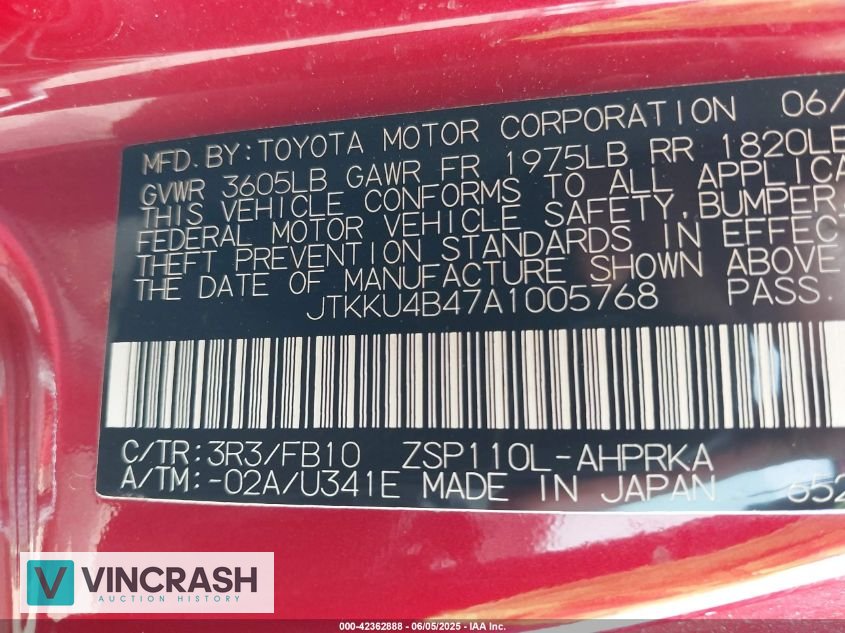 MFD. BY: TOYOTA MOTOR CORPORATION 06/
GVWR 3605LB GAWR FR 1975LB RR 1820LB
THIS VEHICLE CONFORMS TO ALL APPLICA
FEDERAL MOTOR VEHICLE SAFETY, BUMPER,
THEFT PREVENTION STANDARDS IN EFFECT
THE DATE OF MANUFACTURE SHOWN ABOVE
JTKKU4B47A1005768 PASS.
C/TR: 3R3/FB10 ZSP110L-AHPRKA
A/TM: -02A/U341E MADE IN JAPAN 652
V VINCRASH
AUCTION HISTORY
000-42362888 - 06/05/2025 - IAA Inc.